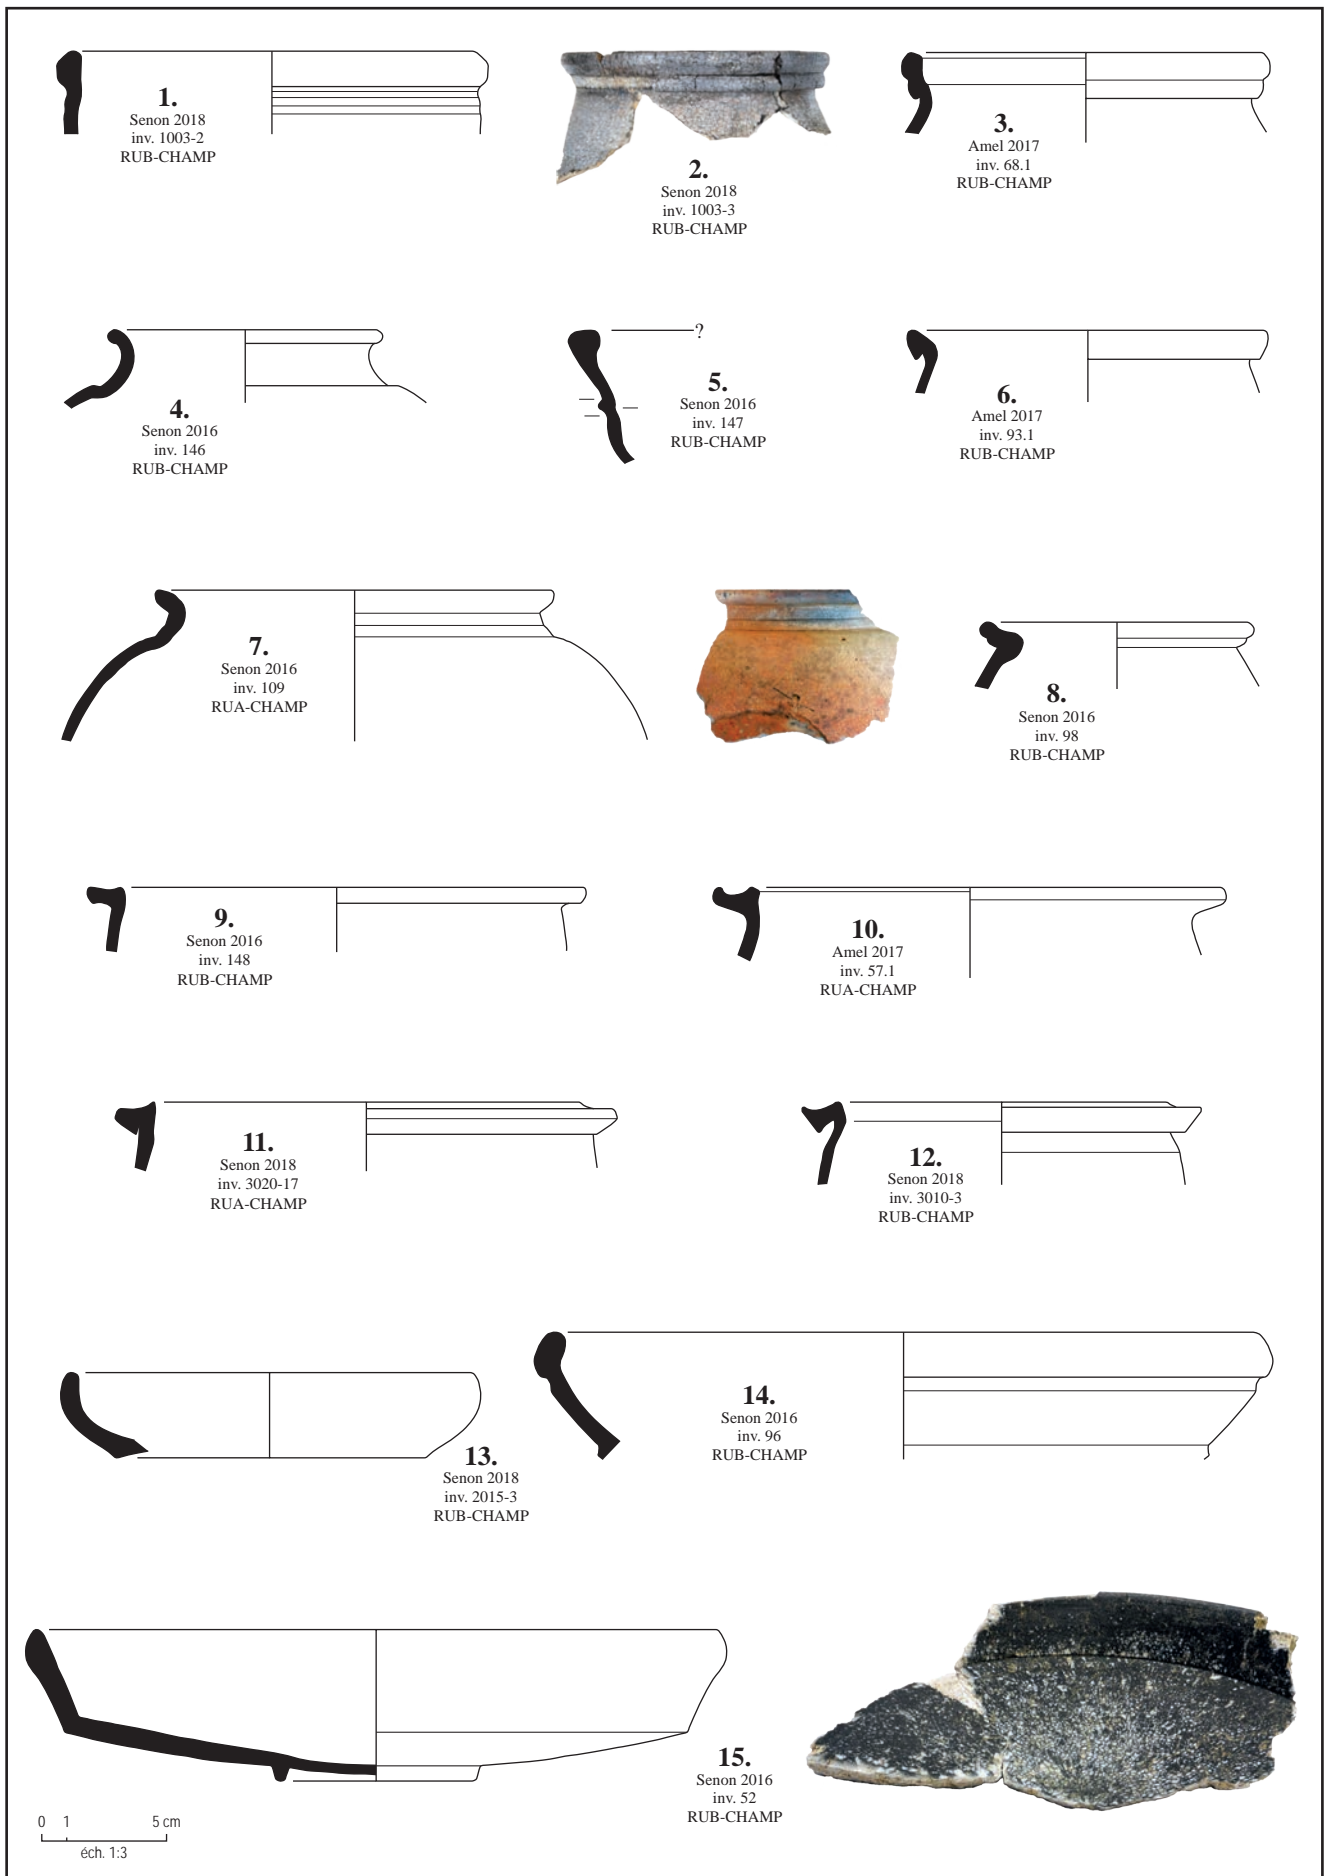 1.
Senon 2018
inv. 1003-2
RUB-CHAMP
2.
Senon 2018
inv. 1003-3
RUB-CHAMP
3.
Amel 2017
inv. 68.1
RUB-CHAMP
4.
Senon 2016
inv. 146
RUB-CHAMP
?
5.
Senon 2016
inv. 147
RUB-CHAMP
6.
Amel 2017
inv. 93.1
RUB-CHAMP
7.
Senon 2016
inv. 109
RUA-CHAMP
8.
Senon 2016
inv. 98
RUB-CHAMP
9.
Senon 2016
inv. 148
RUB-CHAMP
10.
Amel 2017
inv. 57.1
RUA-CHAMP
11.
Senon 2018
inv. 3020-17
RUA-CHAMP
12.
Senon 2018
inv. 3010-3
RUB-CHAMP
13.
Senon 2018
inv. 2015-3
RUB-CHAMP
14.
Senon 2016
inv. 96
RUB-CHAMP
15.
Senon 2016
inv. 52
RUB-CHAMP
0 1 5 cm
éch. 1:3